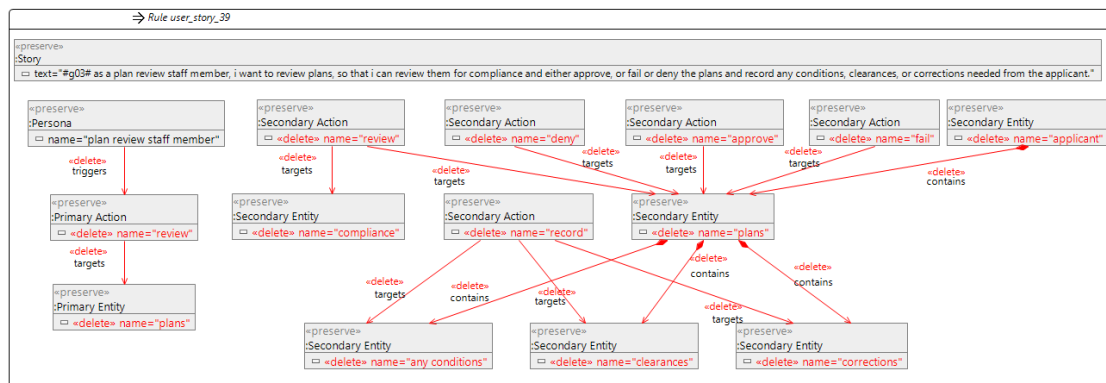 Rule user_story_39
«preserve»
:Story
text="#g03# as a plan review staff member, i want to review plans, so that i can review them for compliance and either approve, or fail or deny the plans and record any conditions, clearances, or corrections needed from the applicant."
«preserve»
:Persona
name="plan review staff member"
«preserve»
:Secondary Action
«delete» name="review"
«preserve»
:Secondary Action
«delete» name="deny"
«preserve»
:Secondary Action
«delete» name="approve"
«preserve»
:Secondary Action
«delete» name="fail"
«preserve»
:Secondary Entity
«delete» name="applicant"
«delete»
triggers
«delete»
targets
«delete»
targets
«delete»
targets
«delete»
targets
«delete»
targets
«delete»
contains
«preserve»
:Primary Action
«delete» name="review"
«preserve»
:Secondary Entity
«delete» name="compliance"
«preserve»
:Secondary Action
«delete» name="record"
«preserve»
:Secondary Entity
«delete» name="plans"
«delete»
targets
«delete»
targets
«delete»
contains
«delete»
targets
«delete»
contains
«delete»
targets
«delete»
contains
«preserve»
:Primary Entity
«delete» name="plans"
«preserve»
:Secondary Entity
«delete» name="any conditions"
«preserve»
:Secondary Entity
«delete» name="clearances"
«preserve»
:Secondary Entity
«delete» name="corrections"